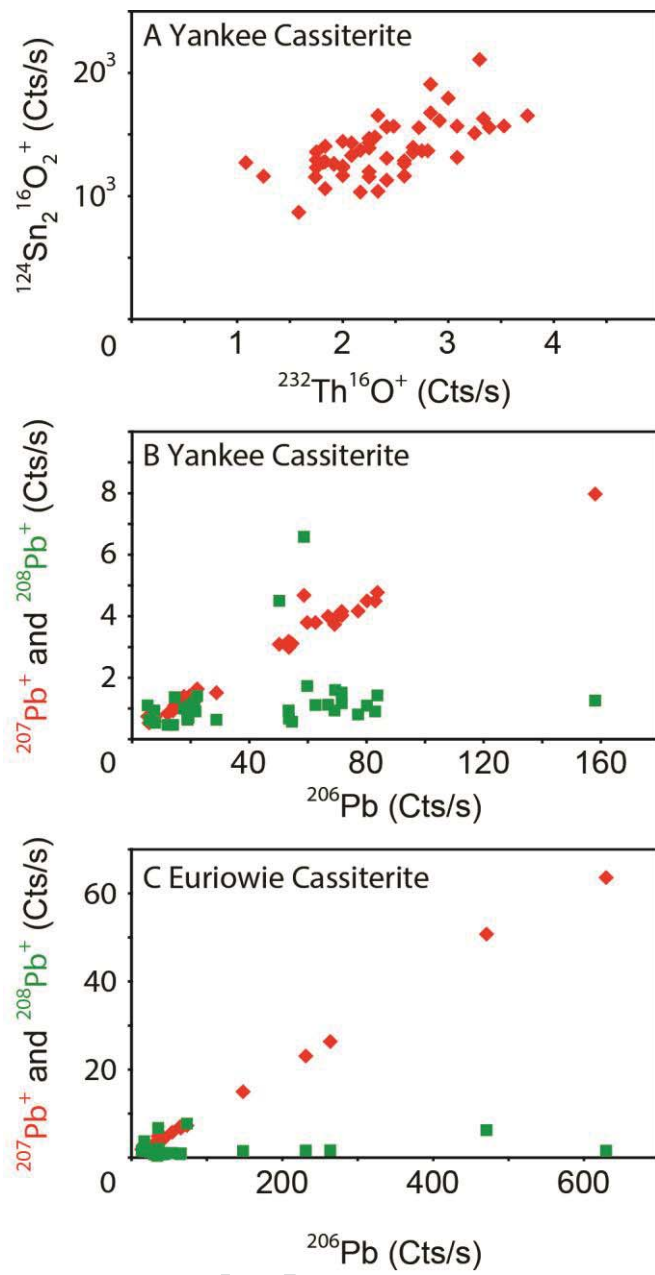 A Yankee Cassiterite
¹²⁴Sn₂¹⁶O₂⁺ (Cts/s)
20³
10³
0
1 2 3 4
²³²Th¹⁶O⁺ (Cts/s)
B Yankee Cassiterite
²⁰⁷Pb⁺ and ²⁰⁸Pb⁺ (Cts/s)
8
6
4
2
0
40 80 120 160
²⁰⁶Pb (Cts/s)
C Euriowie Cassiterite
²⁰⁷Pb⁺ and ²⁰⁸Pb⁺ (Cts/s)
60
40
20
0
200 400 600
²⁰⁶Pb (Cts/s)